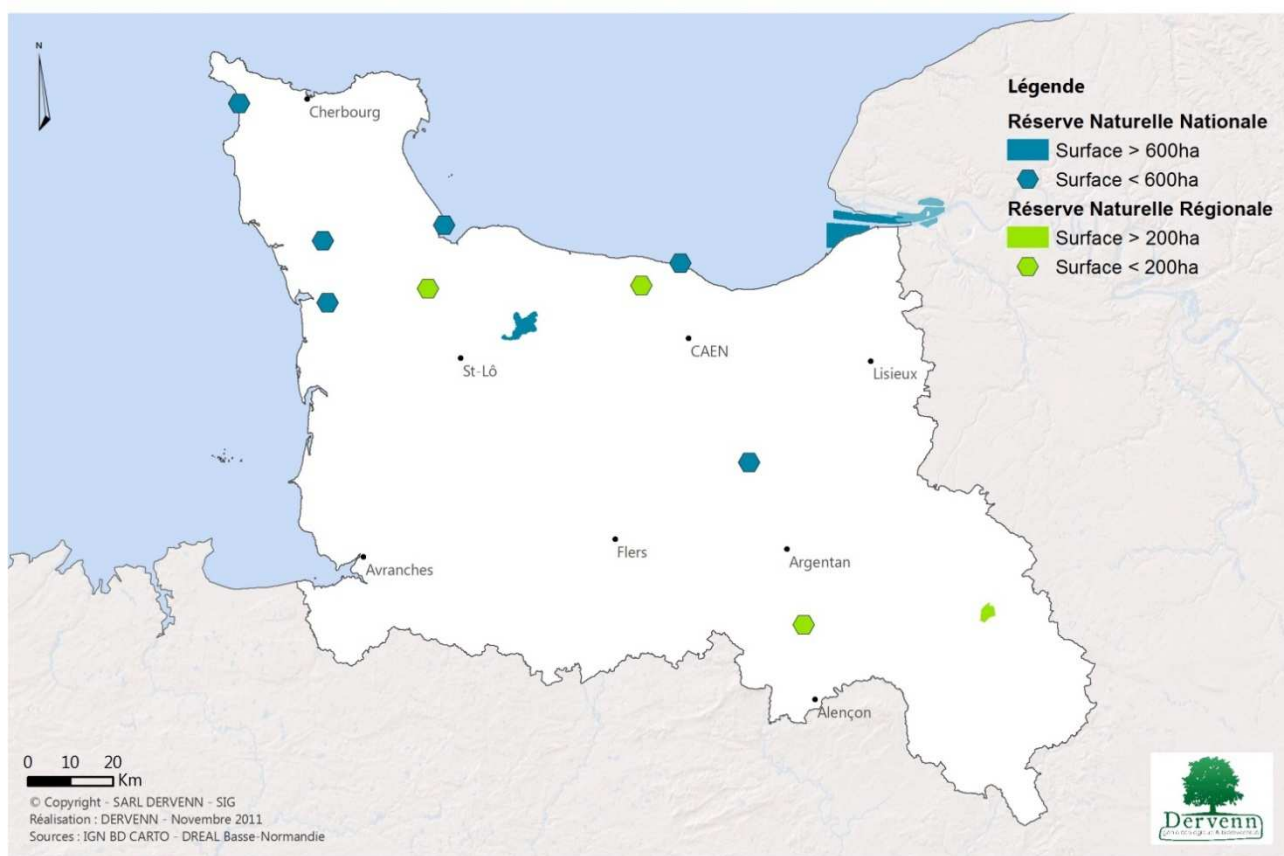 N
Cherbourg
St-Lô
CAEN
Lisieux
Flers
Argentan
Avranches
Alençon
Légende
Réserve Naturelle Nationale
Surface > 600ha
Surface < 600ha
Réserve Naturelle Régionale
Surface > 200ha
Surface < 200ha
0 10 20
Km
© Copyright - SARL DERVENN - SIG
Réalisation : DERVENN - Novembre 2011
Sources : IGN BD CARTO - DREAL Basse-Normandie
Dervenn